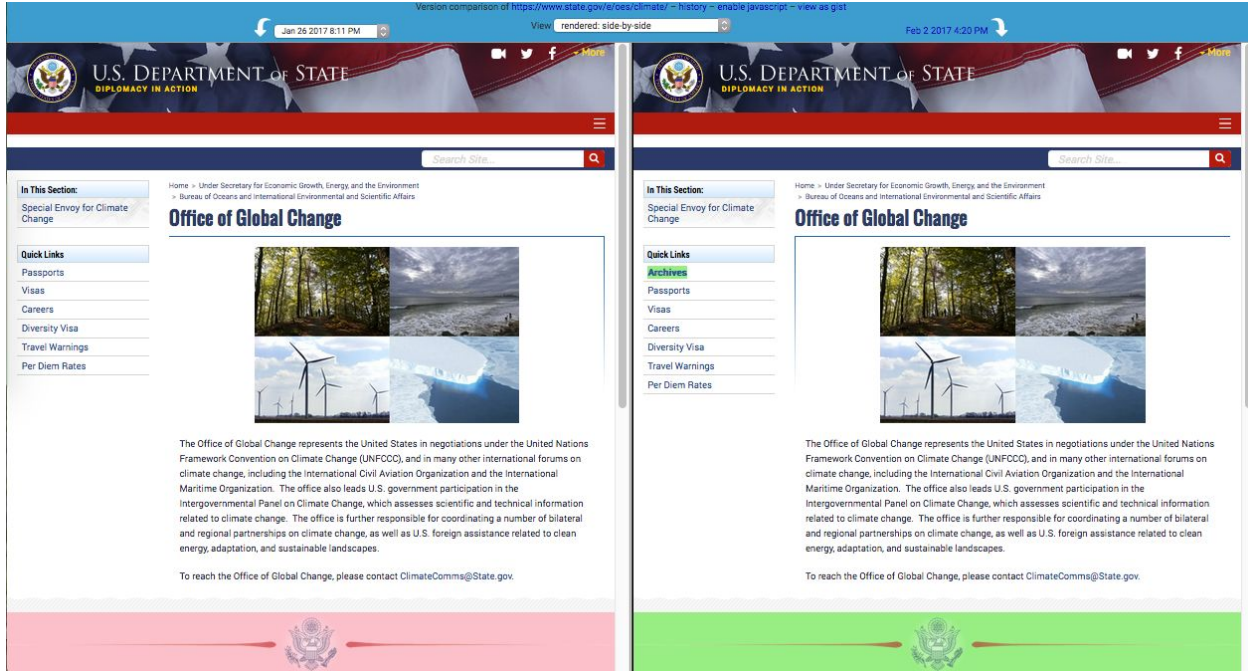 Version comparison of https://www.state.gov/e/oes/climate/ – history – enable javascript – view as gist
Jan 26 2017 8:11 PM
View rendered: side-by-side
Feb 2 2017 4:20 PM
U.S. DEPARTMENT OF STATE
DIPLOMACY IN ACTION
More
Search Site...
In This Section:
Special Envoy for Climate
Change
Quick Links
Passports
Visas
Careers
Diversity Visa
Travel Warnings
Per Diem Rates
Home > Under Secretary for Economic Growth, Energy, and the Environment
> Bureau of Oceans and International Environmental and Scientific Affairs
Office of Global Change
The Office of Global Change represents the United States in negotiations under the United Nations
Framework Convention on Climate Change (UNFCCC), and in many other international forums on
climate change, including the International Civil Aviation Organization and the International
Maritime Organization. The office also leads U.S. government participation in the
Intergovernmental Panel on Climate Change, which assesses scientific and technical information
related to climate change. The office is further responsible for coordinating a number of bilateral
and regional partnerships on climate change, as well as U.S. foreign assistance related to clean
energy, adaptation, and sustainable landscapes.
To reach the Office of Global Change, please contact ClimateComms@State.gov.
U.S. DEPARTMENT OF STATE
DIPLOMACY IN ACTION
More
Search Site...
In This Section:
Special Envoy for Climate
Change
Quick Links
Archives
Passports
Visas
Careers
Diversity Visa
Travel Warnings
Per Diem Rates
Home > Under Secretary for Economic Growth, Energy, and the Environment
> Bureau of Oceans and International Environmental and Scientific Affairs
Office of Global Change
The Office of Global Change represents the United States in negotiations under the United Nations
Framework Convention on Climate Change (UNFCCC), and in many other international forums on
climate change, including the International Civil Aviation Organization and the International
Maritime Organization. The office also leads U.S. government participation in the
Intergovernmental Panel on Climate Change, which assesses scientific and technical information
related to climate change. The office is further responsible for coordinating a number of bilateral
and regional partnerships on climate change, as well as U.S. foreign assistance related to clean
energy, adaptation, and sustainable landscapes.
To reach the Office of Global Change, please contact ClimateComms@State.gov.